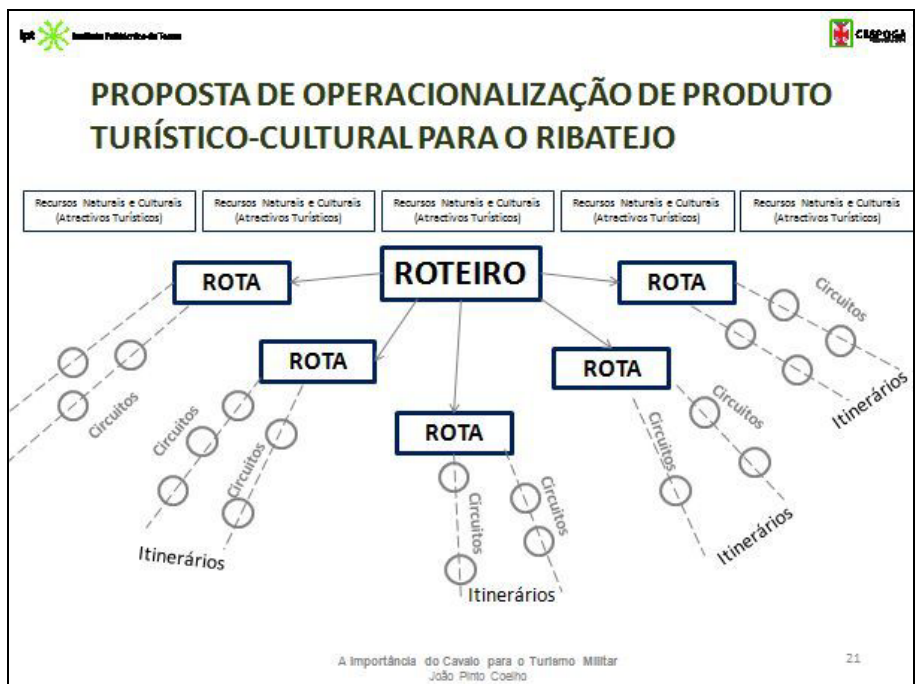 ipt Instituto Politécnico de Tomar
CESPOGA
PROPOSTA DE OPERACIONALIZAÇÃO DE PRODUTO
TURÍSTICO-CULTURAL PARA O RIBATEJO
Recursos Naturais e Culturais
(Atractivos Turísticos)
Recursos Naturais e Culturais
(Atractivos Turísticos)
Recursos Naturais e Culturais
(Atractivos Turísticos)
Recursos Naturais e Culturais
(Atractivos Turísticos)
Recursos Naturais e Culturais
(Atractivos Turísticos)
ROTEIRO
ROTA
ROTA
ROTA
ROTA
ROTA
Circuitos
Circuitos
Circuitos
Circuitos
Circuitos
Circuitos
Circuitos
Circuitos
Itinerários
Itinerários
Itinerários
Itinerários
A Importância do Cavalo para o Turismo Militar
João Pinto Coelho
21